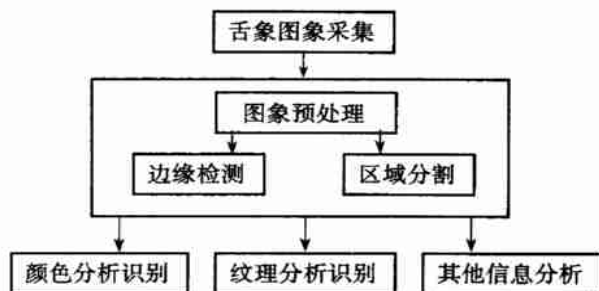 舌象图象采集
图象预处理
边缘检测
区域分割
颜色分析识别
纹理分析识别
其他信息分析